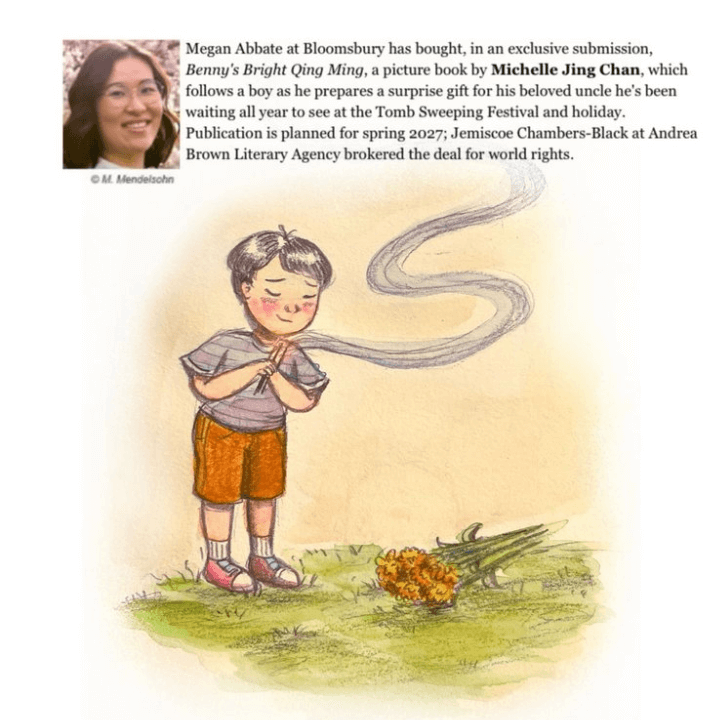 Megan Abbate at Bloomsbury has bought, in an exclusive submission,
Benny's Bright Qing Ming, a picture book by Michelle Jing Chan, which
follows a boy as he prepares a surprise gift for his beloved uncle he's been
waiting all year to see at the Tomb Sweeping Festival and holiday.
Publication is planned for spring 2027; Jemiscoe Chambers-Black at Andrea
Brown Literary Agency brokered the deal for world rights.
© M. Mendelsohn